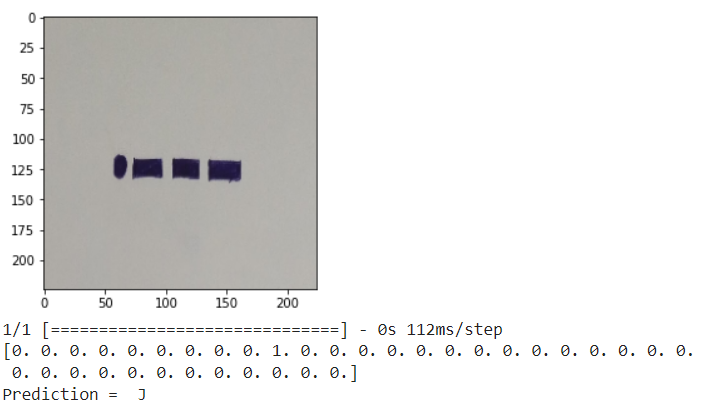 0
25
50
75
100
125
150
175
200
0 50 100 150 200
1/1 [==============================] - 0s 112ms/step
[0. 0. 0. 0. 0. 0. 0. 0. 0. 1. 0. 0. 0. 0. 0. 0. 0. 0. 0. 0. 0. 0. 0. 0.
0. 0. 0. 0. 0. 0. 0. 0. 0. 0. 0. 0.]
Prediction =  J